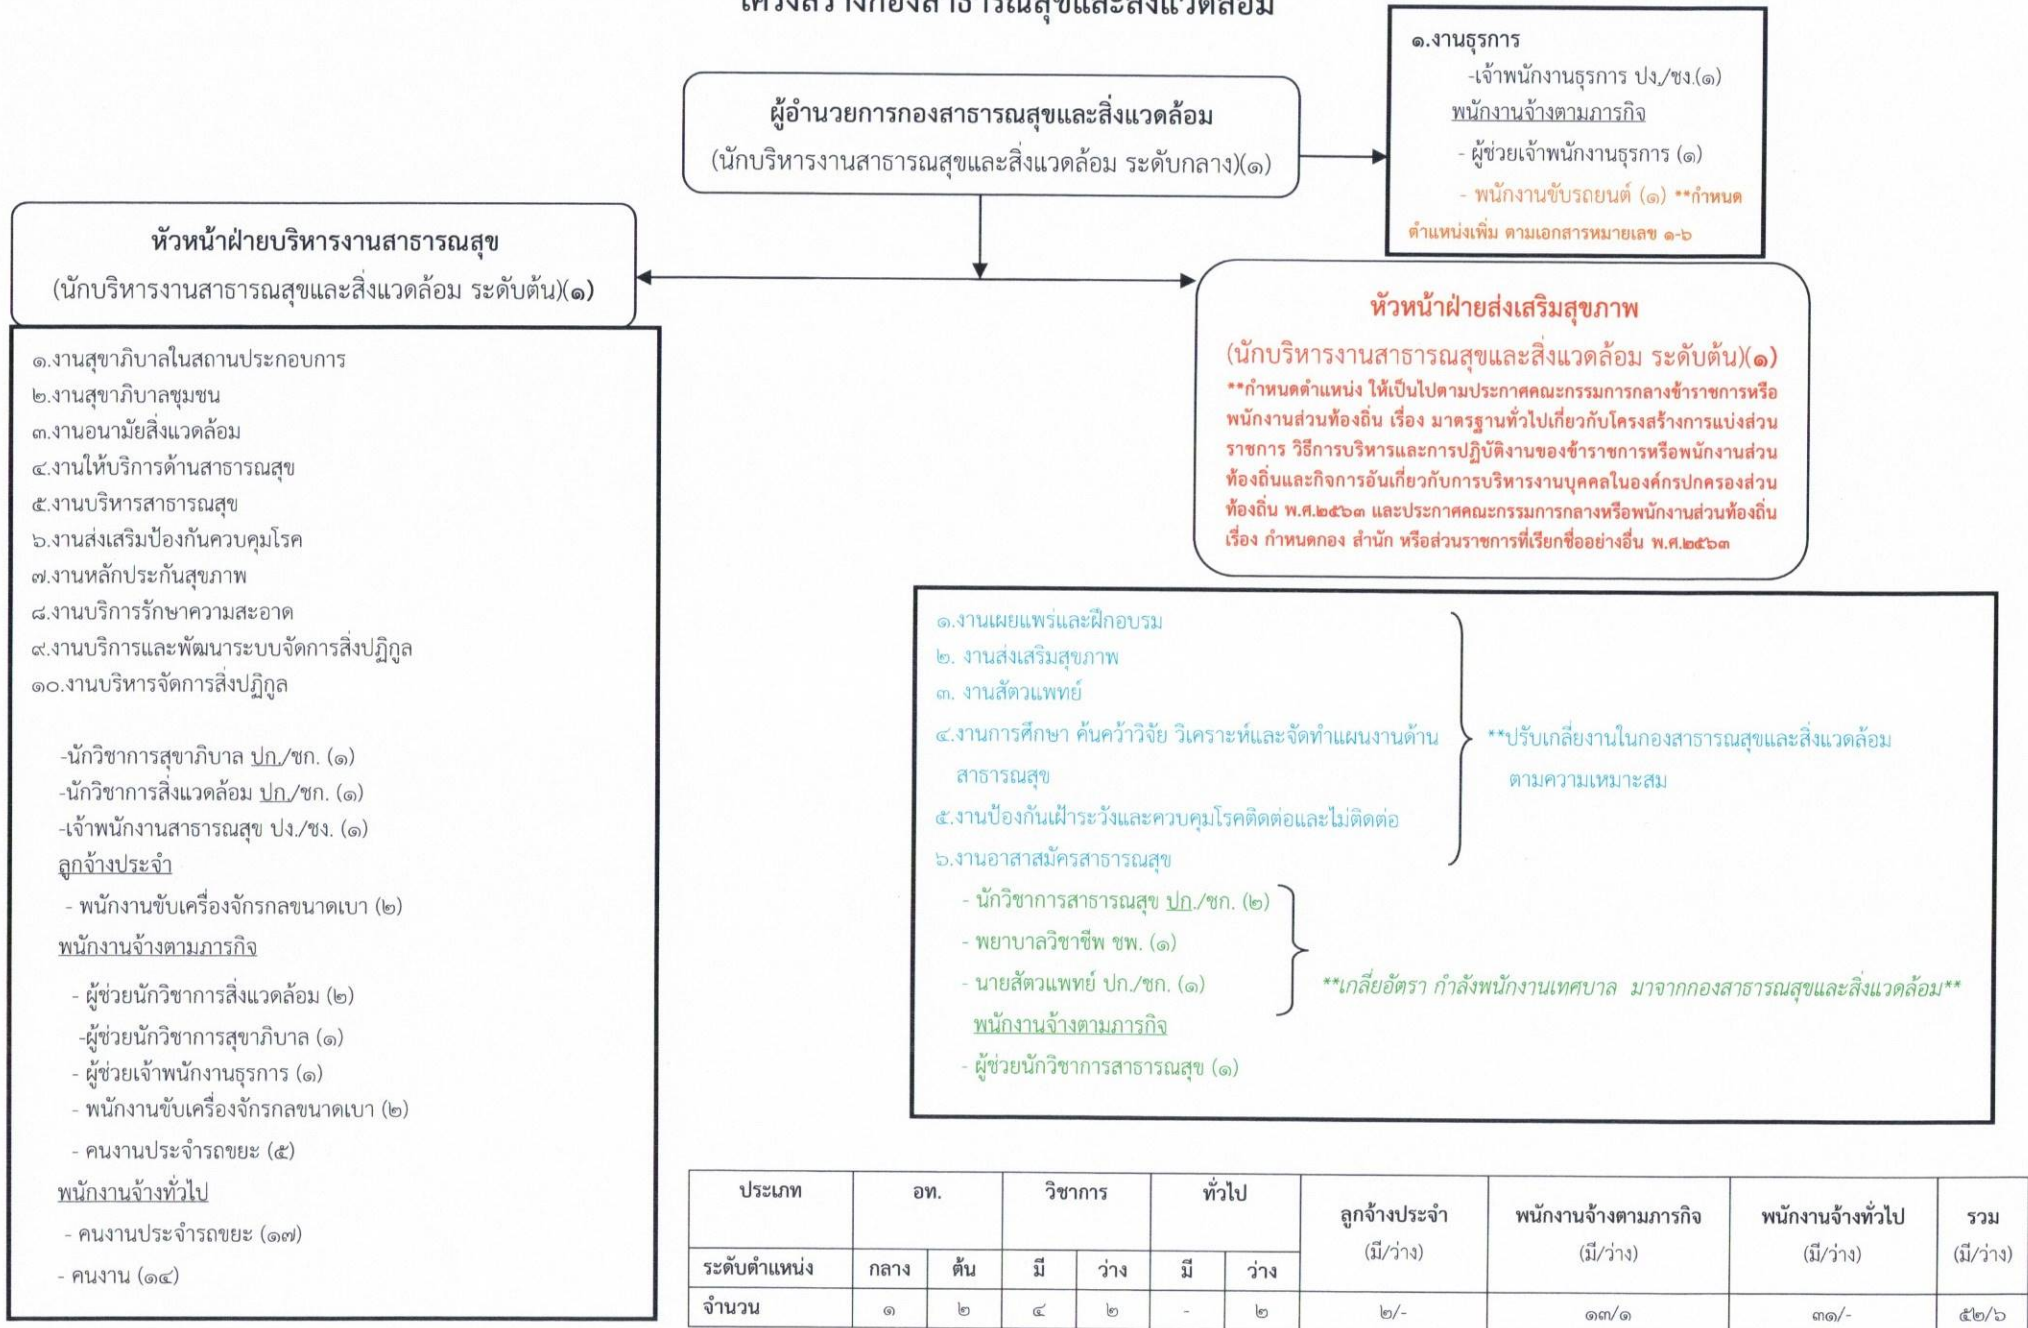 โครงสร้างกองสาธารณสุขและสิ่งแวดล้อม
๑.งานธุรการ
-เจ้าพนักงานธุรการ ปง./ชง.(๑)
พนักงานจ้างตามภารกิจ
- ผู้ช่วยเจ้าพนักงานธุรการ (๑)
- พนักงานขับรถยนต์ (๑) **กำหนด
ตำแหน่งเพิ่ม ตามเอกสารหมายเลข ๑-๖
ผู้อำนวยการกองสาธารณสุขและสิ่งแวดล้อม
(นักบริหารงานสาธารณสุขและสิ่งแวดล้อม ระดับกลาง)(๑)
หัวหน้าฝ่ายบริหารงานสาธารณสุข
(นักบริหารงานสาธารณสุขและสิ่งแวดล้อม ระดับต้น)(๑)
๑.งานสุขาภิบาลในสถานประกอบการ
๒.งานสุขาภิบาลชุมชน
๓.งานอนามัยสิ่งแวดล้อม
๔.งานให้บริการด้านสาธารณสุข
๕.งานบริหารสาธารณสุข
๖.งานส่งเสริมป้องกันควบคุมโรค
๗.งานหลักประกันสุขภาพ
๘.งานบริการรักษาความสะอาด
๙.งานบริการและพัฒนาระบบจัดการสิ่งปฏิกูล
๑๐.งานบริหารจัดการสิ่งปฏิกูล
-นักวิชาการสุขาภิบาล ปก./ชก. (๑)
-นักวิชาการสิ่งแวดล้อม ปก./ชก. (๑)
-เจ้าพนักงานสาธารณสุข ปง./ชง. (๑)
ลูกจ้างประจำ
- พนักงานขับเครื่องจักรกลขนาดเบา (๒)
พนักงานจ้างตามภารกิจ
- ผู้ช่วยนักวิชาการสิ่งแวดล้อม (๒)
-ผู้ช่วยนักวิชาการสุขาภิบาล (๑)
- ผู้ช่วยเจ้าพนักงานธุรการ (๑)
- พนักงานขับเครื่องจักรกลขนาดเบา (๒)
- คนงานประจำรถขยะ (๕)
พนักงานจ้างทั่วไป
- คนงานประจำรถขยะ (๑๗)
- คนงาน (๑๔)
หัวหน้าฝ่ายส่งเสริมสุขภาพ
(นักบริหารงานสาธารณสุขและสิ่งแวดล้อม ระดับต้น)(๑)
**กำหนดตำแหน่ง ให้เป็นไปตามประกาศคณะกรรมการกลางข้าราชการหรือ
พนักงานส่วนท้องถิ่น เรื่อง มาตรฐานทั่วไปเกี่ยวกับโครงสร้างการแบ่งส่วน
ราชการ วิธีการบริหารและการปฏิบัติงานของข้าราชการหรือพนักงานส่วน
ท้องถิ่นและกิจการอันเกี่ยวกับการบริหารงานบุคคลในองค์กรปกครองส่วน
ท้องถิ่น พ.ศ.๒๕๖๓ และประกาศคณะกรรมการกลางหรือพนักงานส่วนท้องถิ่น
เรื่อง กำหนดกอง สำนัก หรือส่วนราชการที่เรียกชื่ออย่างอื่น พ.ศ.๒๕๖๓
๑.งานเผยแพร่และฝึกอบรม
๒. งานส่งเสริมสุขภาพ
๓. งานสัตวแพทย์
๔.งานการศึกษา ค้นคว้าวิจัย วิเคราะห์และจัดทำแผนงานด้าน
สาธารณสุข
๕.งานป้องกันเฝ้าระวังและควบคุมโรคติดต่อและไม่ติดต่อ
๖.งานอาสาสมัครสาธารณสุข
**ปรับเกลี่ยงานในกองสาธารณสุขและสิ่งแวดล้อม
ตามความเหมาะสม
- นักวิชาการสาธารณสุข ปก./ชก. (๒)
- พยาบาลวิชาชีพ ชพ. (๑)
- นายสัตวแพทย์ ปก./ชก. (๑)
พนักงานจ้างตามภารกิจ
- ผู้ช่วยนักวิชาการสาธารณสุข (๑)
**เกลี่ยอัตรา กำลังพนักงานเทศบาล มาจากกองสาธารณสุขและสิ่งแวดล้อม**
ประเภท อท. วิชาการ ทั่วไป ลูกจ้างประจำ พนักงานจ้างตามภารกิจ พนักงานจ้างทั่วไป รวม
(มี/ว่าง) (มี/ว่าง) (มี/ว่าง) (มี/ว่าง)
ระดับตำแหน่ง กลาง ต้น มี ว่าง มี ว่าง
จำนวน ๑ ๒ ๔ ๒ - ๒ ๒/- ๑๓/๑ ๓๑/- ๕๒/๖